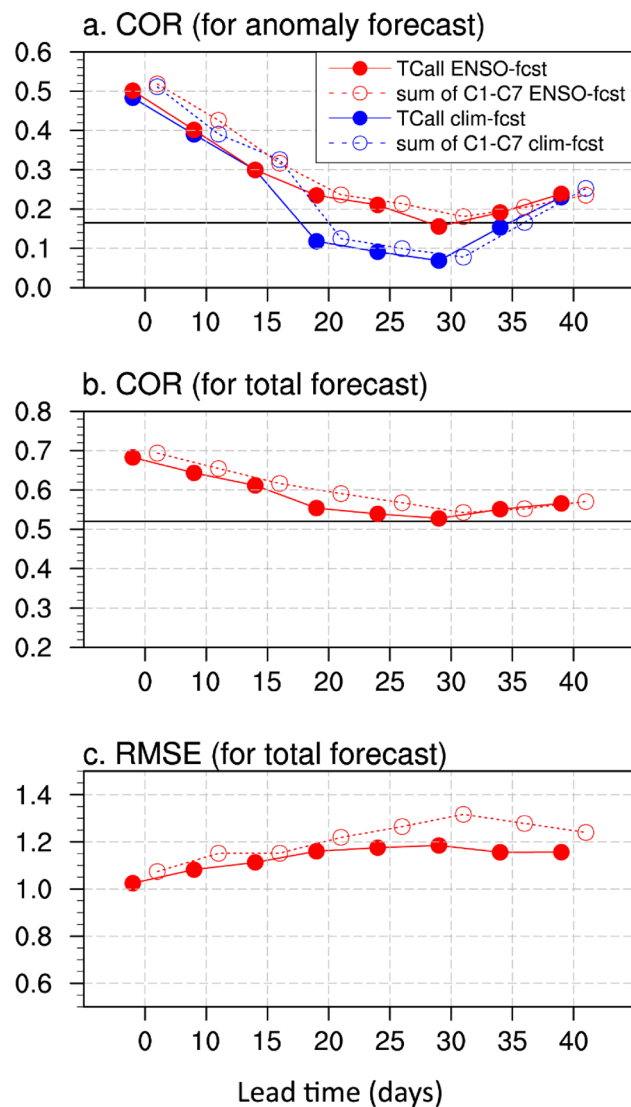 a. COR (for anomaly forecast)
0.6
0.5
0.4
0.3
0.2
0.1
0.0
TCall ENSO-fcst
sum of C1-C7 ENSO-fcst
TCall clim-fcst
sum of C1-C7 clim-fcst
0 10 15 20 25 30 35 40
b. COR (for total forecast)
0.8
0.7
0.6
0.5
0.4
0.3
0.2
0 10 15 20 25 30 35 40
c. RMSE (for total forecast)
1.4
1.2
1.0
0.8
0.6
0 10 15 20 25 30 35 40
Lead time (days)